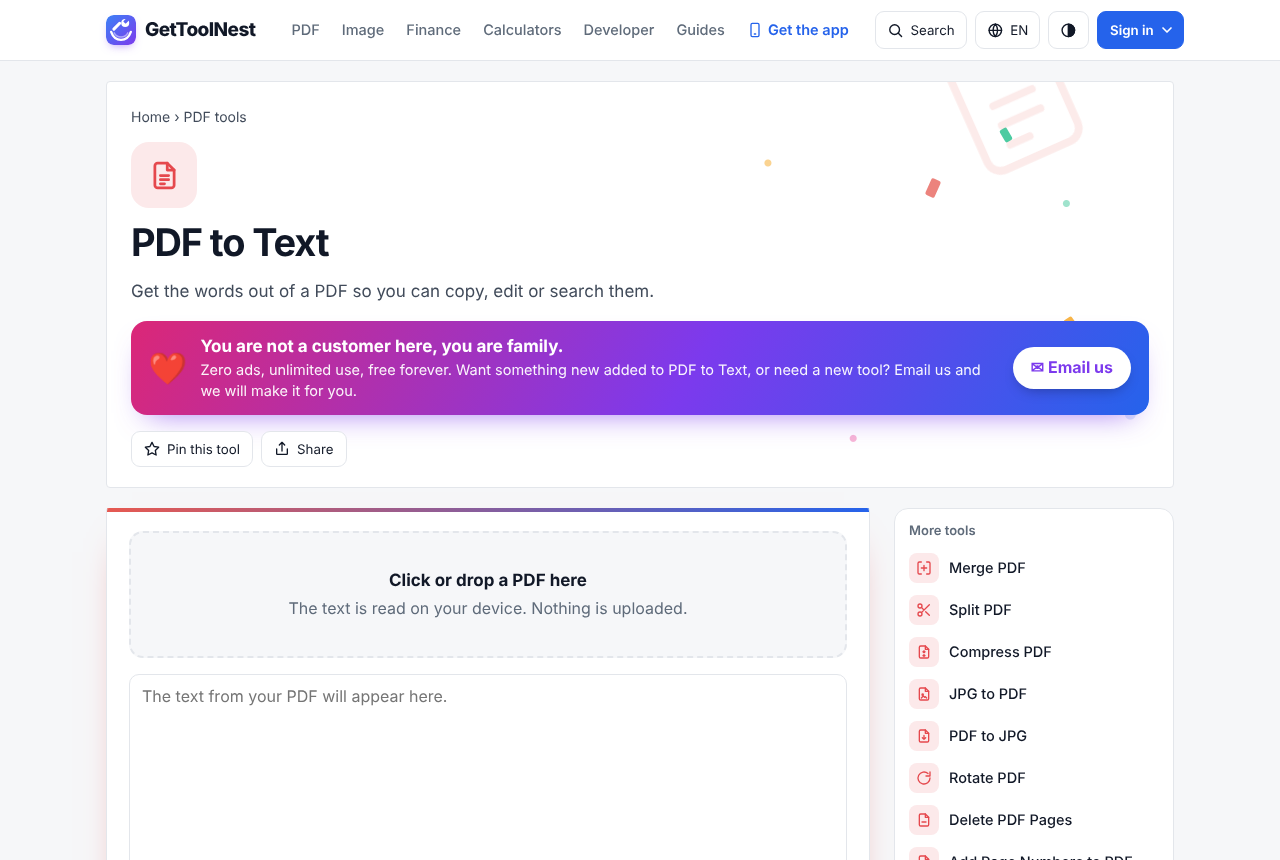 GetToolNest
PDF
Image
Finance
Calculators
Developer
Guides
Get the app
Search
EN
Sign in
Home › PDF tools
PDF to Text
Get the words out of a PDF so you can copy, edit or search them.
You are not a customer here, you are family.
Zero ads, unlimited use, free forever. Want something new added to PDF to Text, or need a new tool? Email us and
we will make it for you.
✉ Email us
Pin this tool
Share
Click or drop a PDF here
The text is read on your device. Nothing is uploaded.
The text from your PDF will appear here.
More tools
Merge PDF
Split PDF
Compress PDF
JPG to PDF
PDF to JPG
Rotate PDF
Delete PDF Pages
Add Page Numbers to PDF